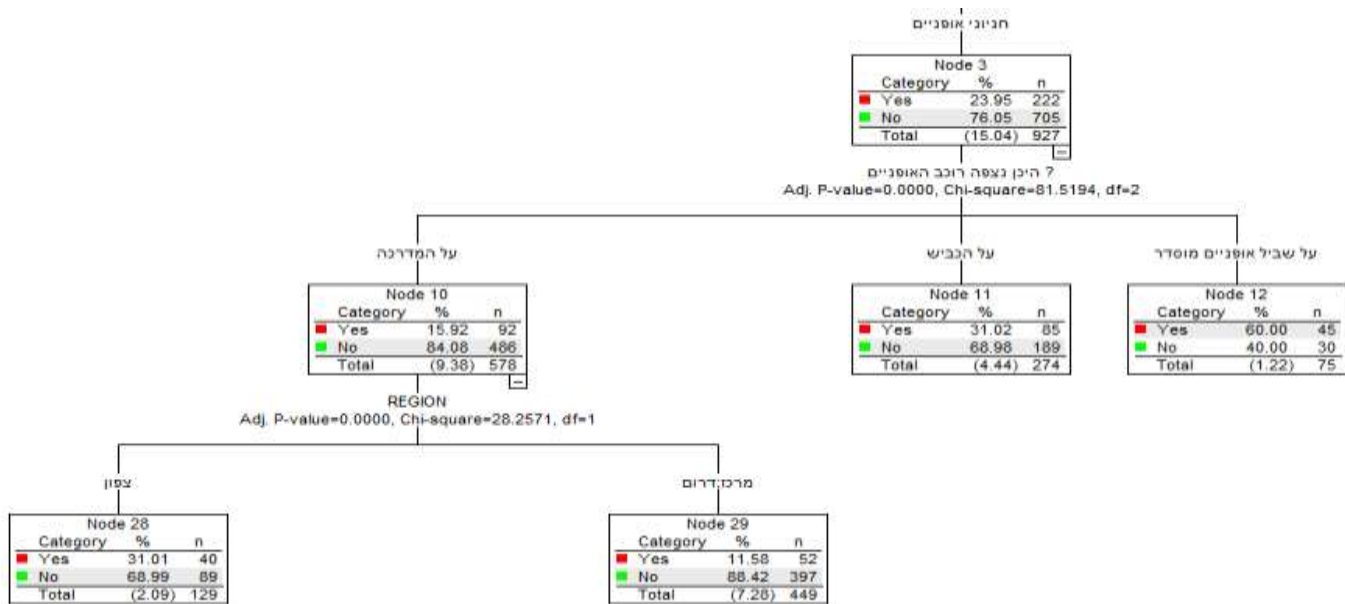 חניוני אופניים
Node 3
Category % n
Yes 23.95 222
No 76.05 705
Total (15.04) 927
היכן נצפה רוכב האופניים ?
Adj. P-value=0.0000, Chi-square=81.5194, df=2
על המדרכה
על הכביש
על שביל אופניים מוסדר
Node 10
Category % n
Yes 15.92 92
No 84.08 486
Total (9.38) 578
Node 11
Category % n
Yes 31.02 85
No 68.98 189
Total (4.44) 274
Node 12
Category % n
Yes 60.00 45
No 40.00 30
Total (1.22) 75
REGION
Adj. P-value=0.0000, Chi-square=28.2571, df=1
צפון
מרכז;דרום
Node 28
Category % n
Yes 31.01 40
No 68.99 89
Total (2.09) 129
Node 29
Category % n
Yes 11.58 52
No 88.42 397
Total (7.28) 449